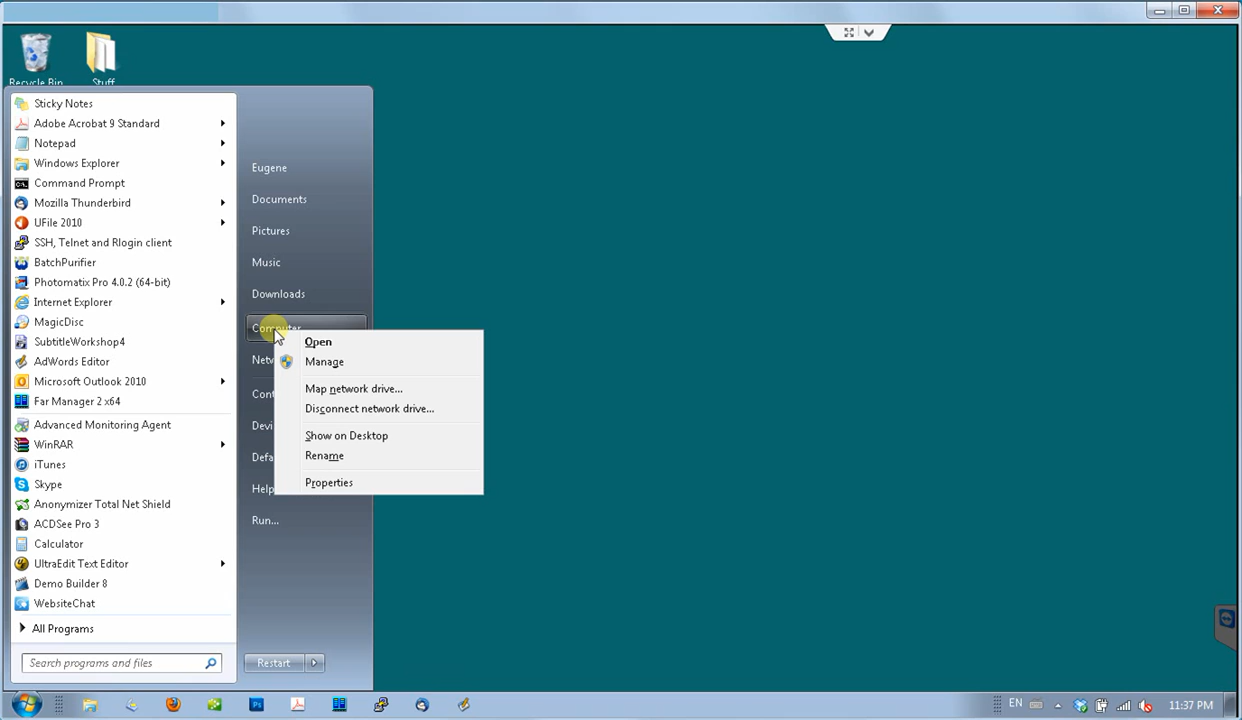 Recycle Bin
Stuff
Sticky Notes
Adobe Acrobat 9 Standard
Notepad
Windows Explorer
Command Prompt
Mozilla Thunderbird
UFile 2010
SSH, Telnet and Rlogin client
BatchPurifier
Photomatix Pro 4.0.2 (64-bit)
Internet Explorer
MagicDisc
SubtitleWorkshop4
AdWords Editor
Microsoft Outlook 2010
Far Manager 2 x64
Advanced Monitoring Agent
WinRAR
iTunes
Skype
Anonymizer Total Net Shield
ACDSee Pro 3
Calculator
UltraEdit Text Editor
Demo Builder 8
WebsiteChat
All Programs
Search programs and files
Eugene
Documents
Pictures
Music
Downloads
Computer
Netw
Cont
Devi
Defa
Help
Run...
Restart
Open
Manage
Map network drive...
Disconnect network drive...
Show on Desktop
Rename
Properties
EN
11:37 PM